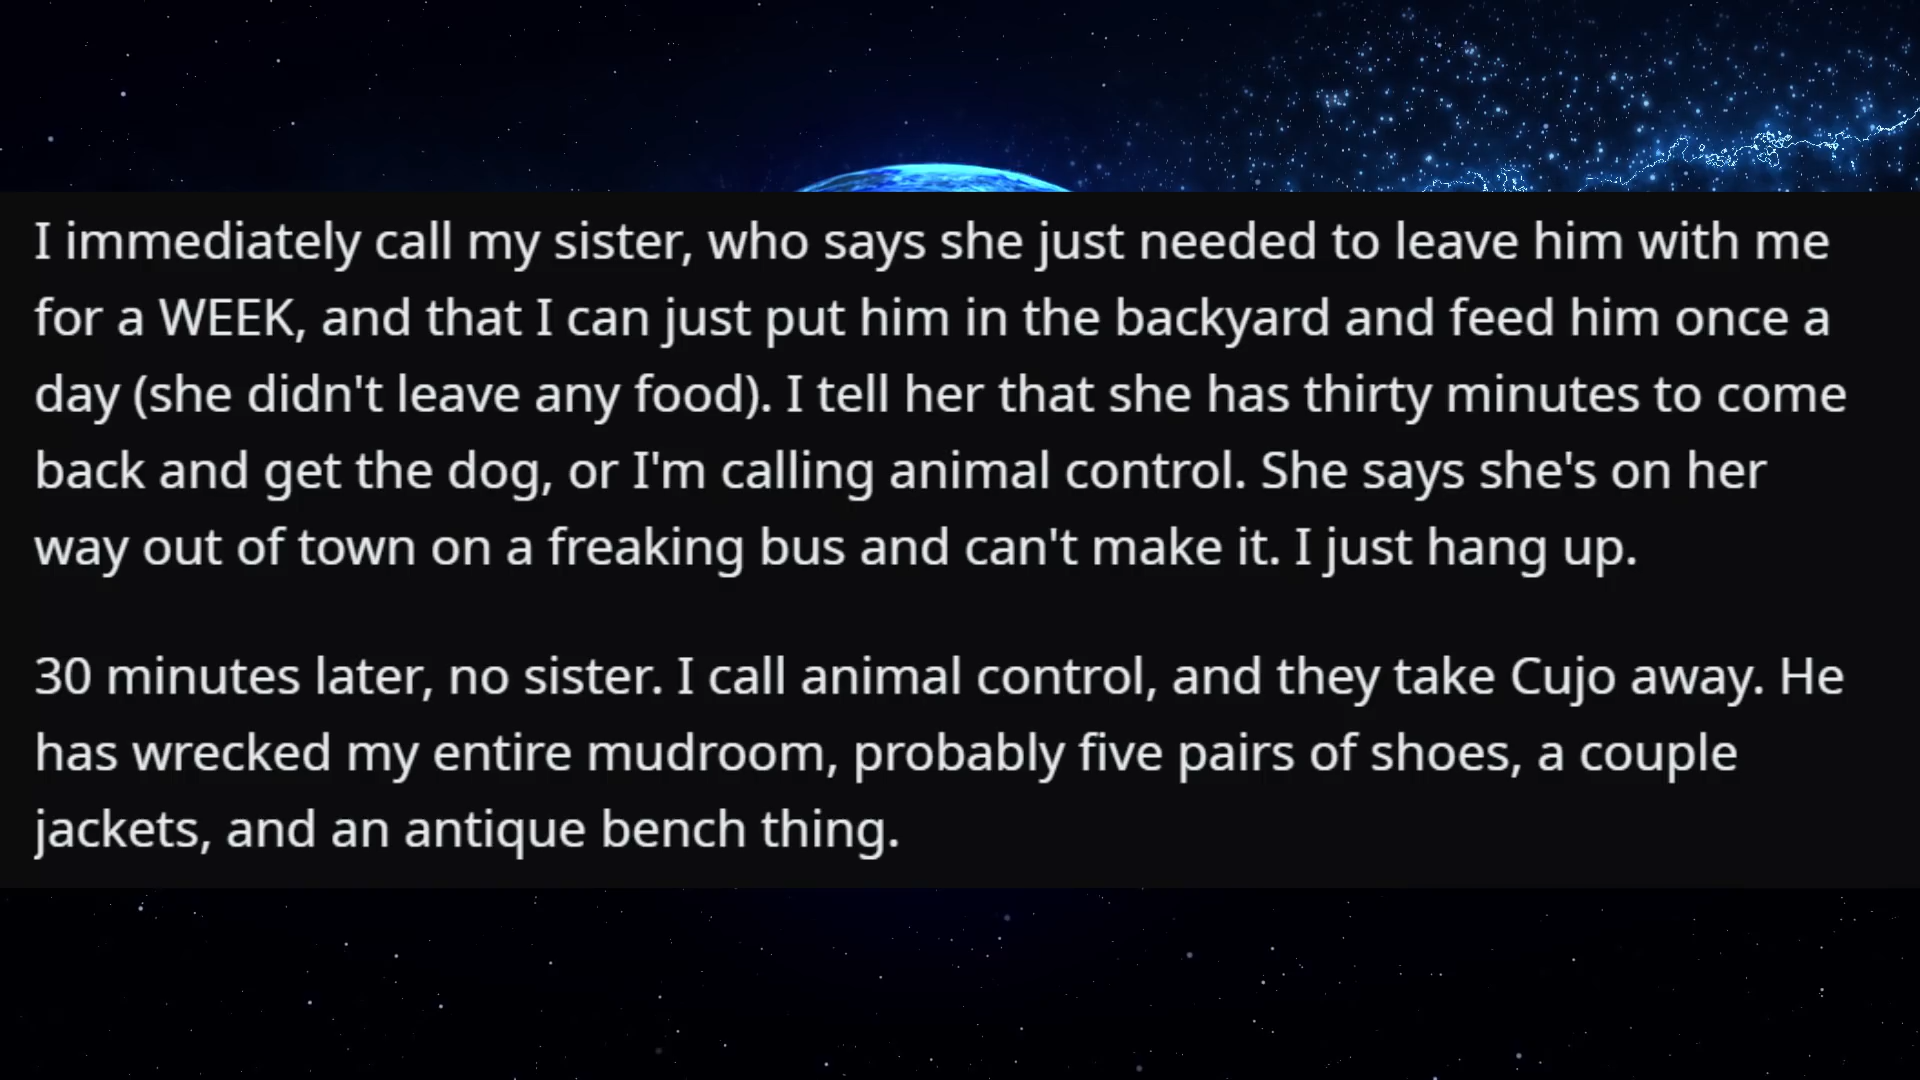 I immediately call my sister, who says she just needed to leave him with me
for a WEEK, and that I can just put him in the backyard and feed him once a
day (she didn't leave any food). I tell her that she has thirty minutes to come
back and get the dog, or I'm calling animal control. She says she's on her
way out of town on a freaking bus and can't make it. I just hang up.
30 minutes later, no sister. I call animal control, and they take Cujo away. He
has wrecked my entire mudroom, probably five pairs of shoes, a couple
jackets, and an antique bench thing.